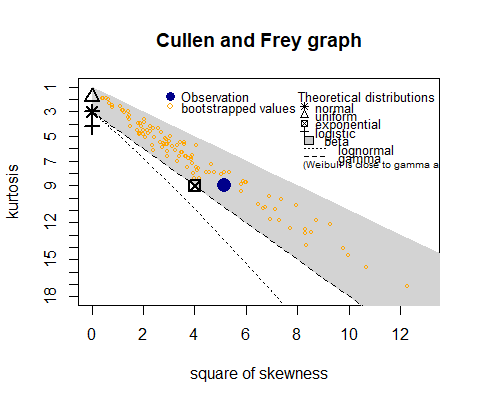 Cullen and Frey graph
Observation
bootstrapped values
Theoretical distributions
normal
uniform
exponential
logistic
beta
lognormal
gamma
(Weibull is close to gamma a
kurtosis
1
3
5
7
9
12
15
18
0
2
4
6
8
10
12
square of skewness